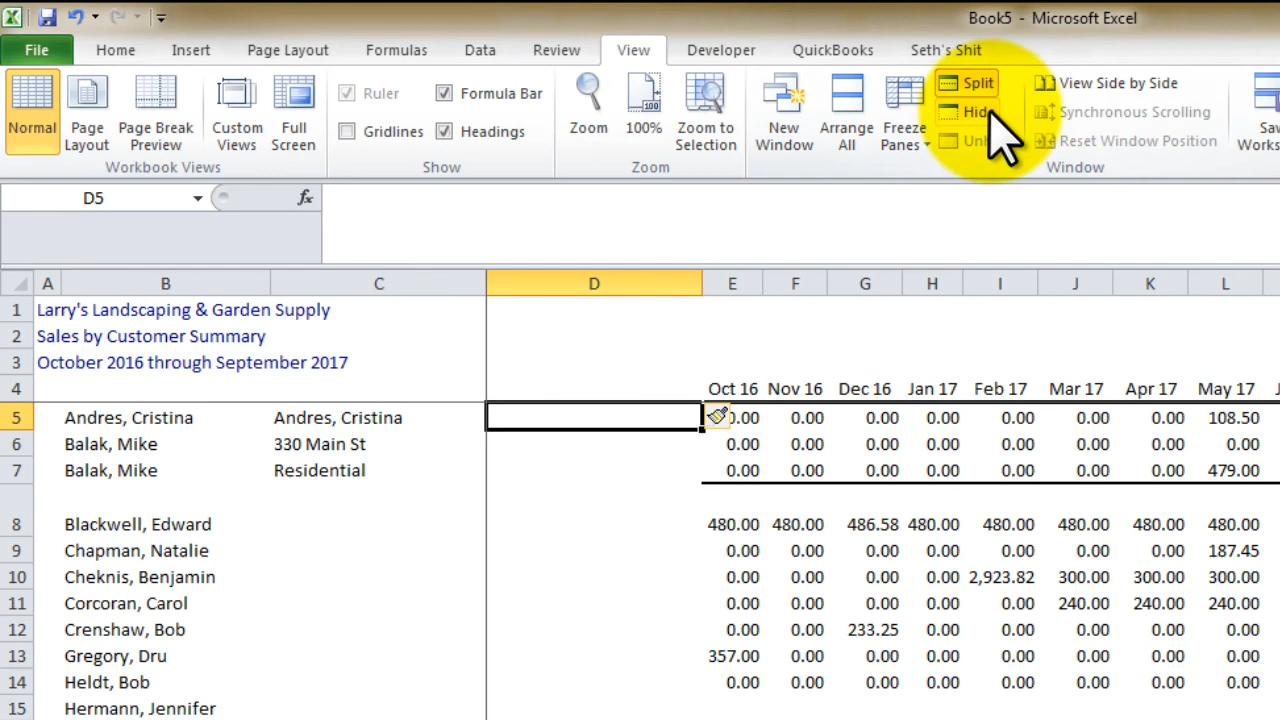 Book5 - Microsoft Excel
File Home Insert Page Layout Formulas Data Review View Developer QuickBooks Seth's Shit
Normal Page Layout Page Break Preview Custom Views Full Screen
Workbook Views
Ruler Formula Bar
Gridlines Headings
Show
Zoom 100% Zoom to Selection
Zoom
New Window Arrange All Freeze Panes
Split View Side by Side
Synchronous Scrolling
Reset Window Position
Window
D5 fx
A B C D E F G H I J K L
1 Larry's Landscaping & Garden Supply
2 Sales by Customer Summary
3 October 2016 through September 2017
4 Oct 16 Nov 16 Dec 16 Jan 17 Feb 17 Mar 17 Apr 17 May 17
5 Andres, Cristina Andres, Cristina 0.00 0.00 0.00 0.00 0.00 0.00 108.50
6 Balak, Mike 330 Main St 0.00 0.00 0.00 0.00 0.00 0.00 0.00 0.00
7 Balak, Mike Residential 0.00 0.00 0.00 0.00 0.00 0.00 0.00 479.00
8 Blackwell, Edward 480.00 480.00 486.58 480.00 480.00 480.00 480.00 480.00
9 Chapman, Natalie 0.00 0.00 0.00 0.00 0.00 0.00 0.00 187.45
10 Cheknis, Benjamin 0.00 0.00 0.00 0.00 2,923.82 300.00 300.00 300.00
11 Corcoran, Carol 0.00 0.00 0.00 0.00 0.00 240.00 240.00 240.00
12 Crenshaw, Bob 0.00 0.00 233.25 0.00 0.00 0.00 0.00 0.00
13 Gregory, Dru 357.00 0.00 0.00 0.00 0.00 0.00 0.00 0.00
14 Heldt, Bob 0.00 0.00 0.00 0.00 0.00 0.00 0.00 0.00
15 Hermann, Jennifer